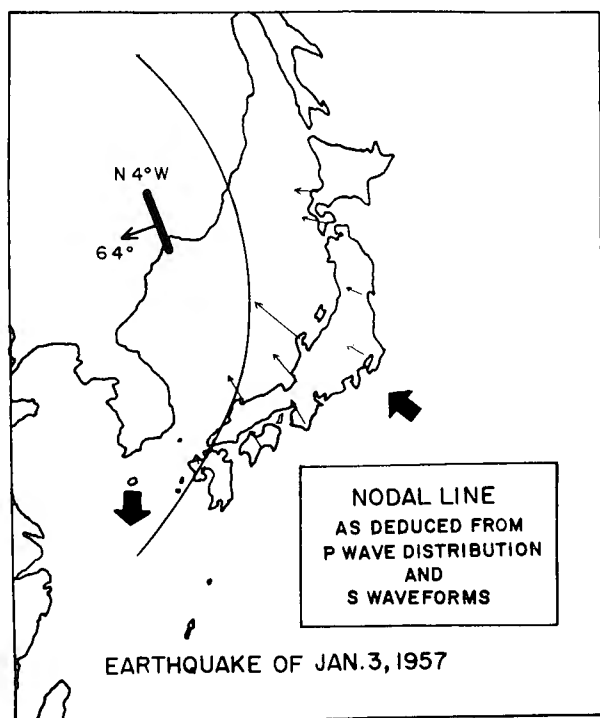 N 4° W
64°
NODAL LINE
AS DEDUCED FROM
P WAVE DISTRIBUTION
AND
S WAVEFORMS
EARTHQUAKE OF JAN. 3, 1957